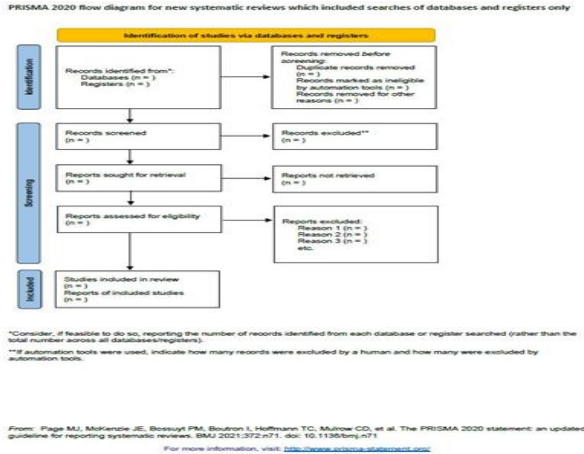 PRISMA 2020 flow diagram for new systematic reviews which included searches of databases and registers only
Identification of studies via databases and registers
Identification
Records identified from*:
Databases (n = )
Registers (n = )
Records removed before
screening:
Duplicate records removed
(n = )
Records marked as ineligible
by automation tools (n = )
Records removed for other
reasons (n = )
Screening
Records screened
(n = )
Records excluded**
(n = )
Reports sought for retrieval
(n = )
Reports not retrieved
(n = )
Reports assessed for eligibility
(n = )
Reports excluded:
Reason 1 (n = )
Reason 2 (n = )
Reason 3 (n = )
etc.
Included
Studies included in review
(n = )
Reports of included studies
(n = )
*Consider, if feasible to do so, reporting the number of records identified from each database or register searched (rather than the
total number across all databases/registers).
**If automation tools were used, indicate how many records were excluded by a human and how many were excluded by
automation tools.
From: Page MJ, McKenzie JE, Bossuyt PM, Boutron I, Hoffmann TC, Mulrow CD, et al. The PRISMA 2020 statement: an updated
guideline for reporting systematic reviews. BMJ 2021;372:n71. doi: 10.1136/bmj.n71
For more information, visit: http://www.prisma-statement.org/